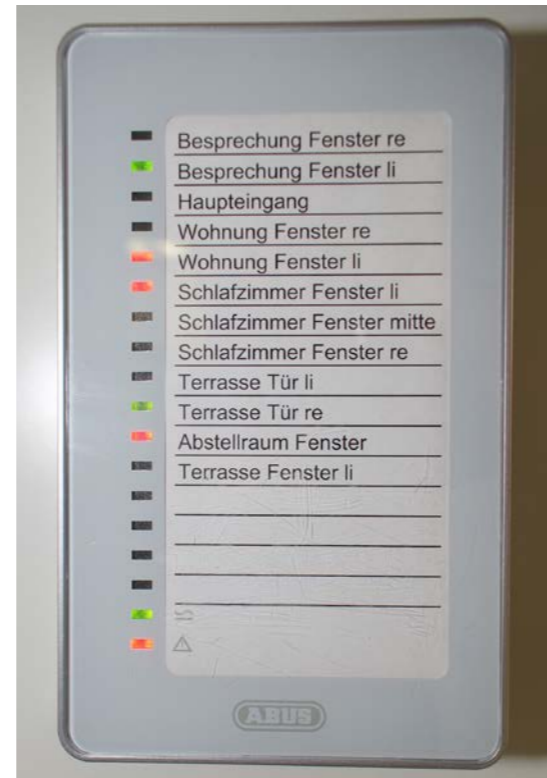 Besprechung Fenster re
Besprechung Fenster li
Haupteingang
Wohnung Fenster re
Wohnung Fenster li
Schlafzimmer Fenster li
Schlafzimmer Fenster mitte
Schlafzimmer Fenster re
Terrasse Tür li
Terrasse Tür re
Abstellraum Fenster
Terrasse Fenster li
ABUS